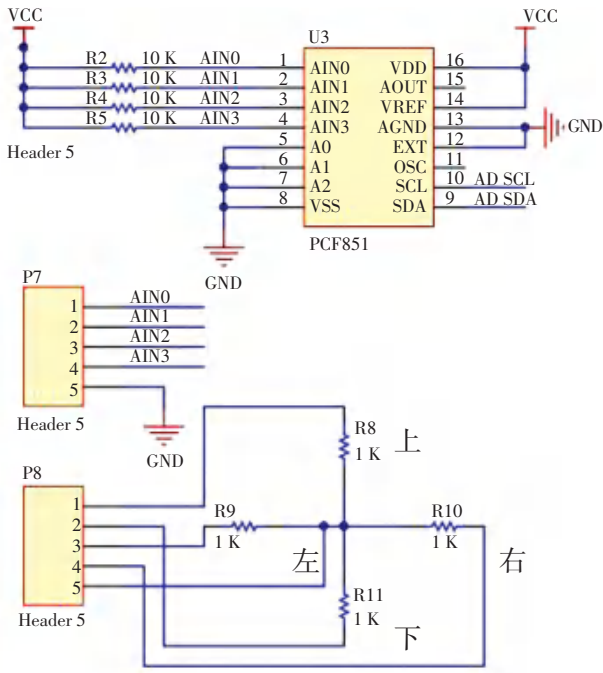 VCC
VCC
U3
R2 10 K AIN0 1 AIN0 VDD 16
R3 10 K AIN1 2 AIN1 AOUT 15
R4 10 K AIN2 3 AIN2 VREF 14
R5 10 K AIN3 4 AIN3 AGND 13 GND
5 A0 EXT 12
Header 5
6 A1 OSC 11
7 A2 SCL 10 AD SCL
8 VSS SDA 9 AD SDA
PCF851
GND
P7
1 AIN0
2 AIN1
3 AIN2
4 AIN3
5
Header 5
GND
R8
1 K
上
P8
1
2
3
4
5
Header 5
R9
1 K
左
R10
1 K
右
R11
1 K
下